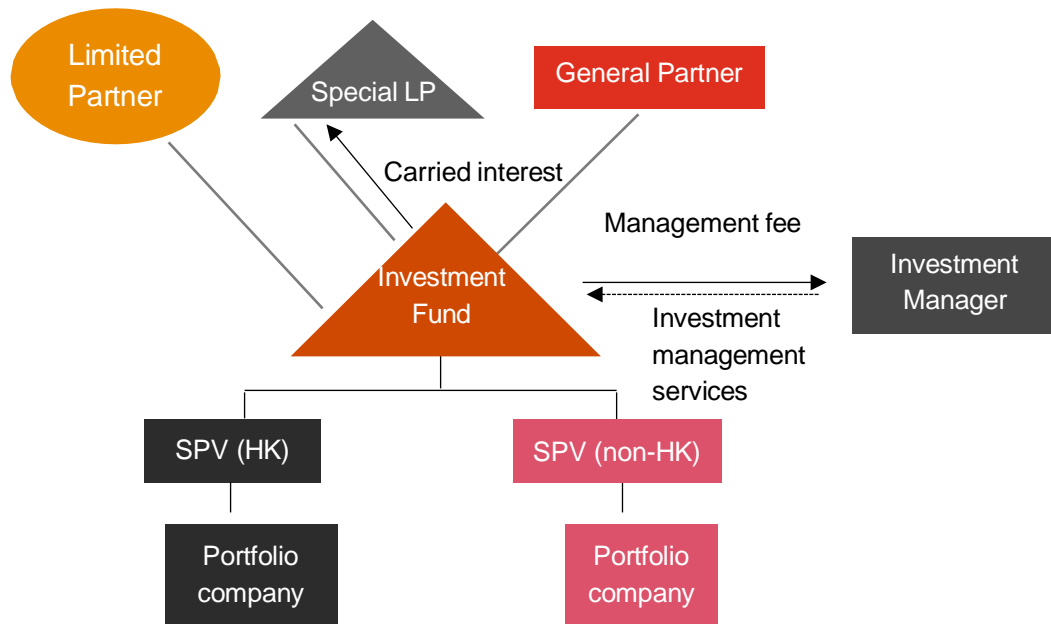 Limited
Partner
Special LP
General Partner
Carried interest
Management fee
Investment
Fund
Investment
Manager
Investment
management
services
SPV (HK)
SPV (non-HK)
Portfolio
company
Portfolio
company